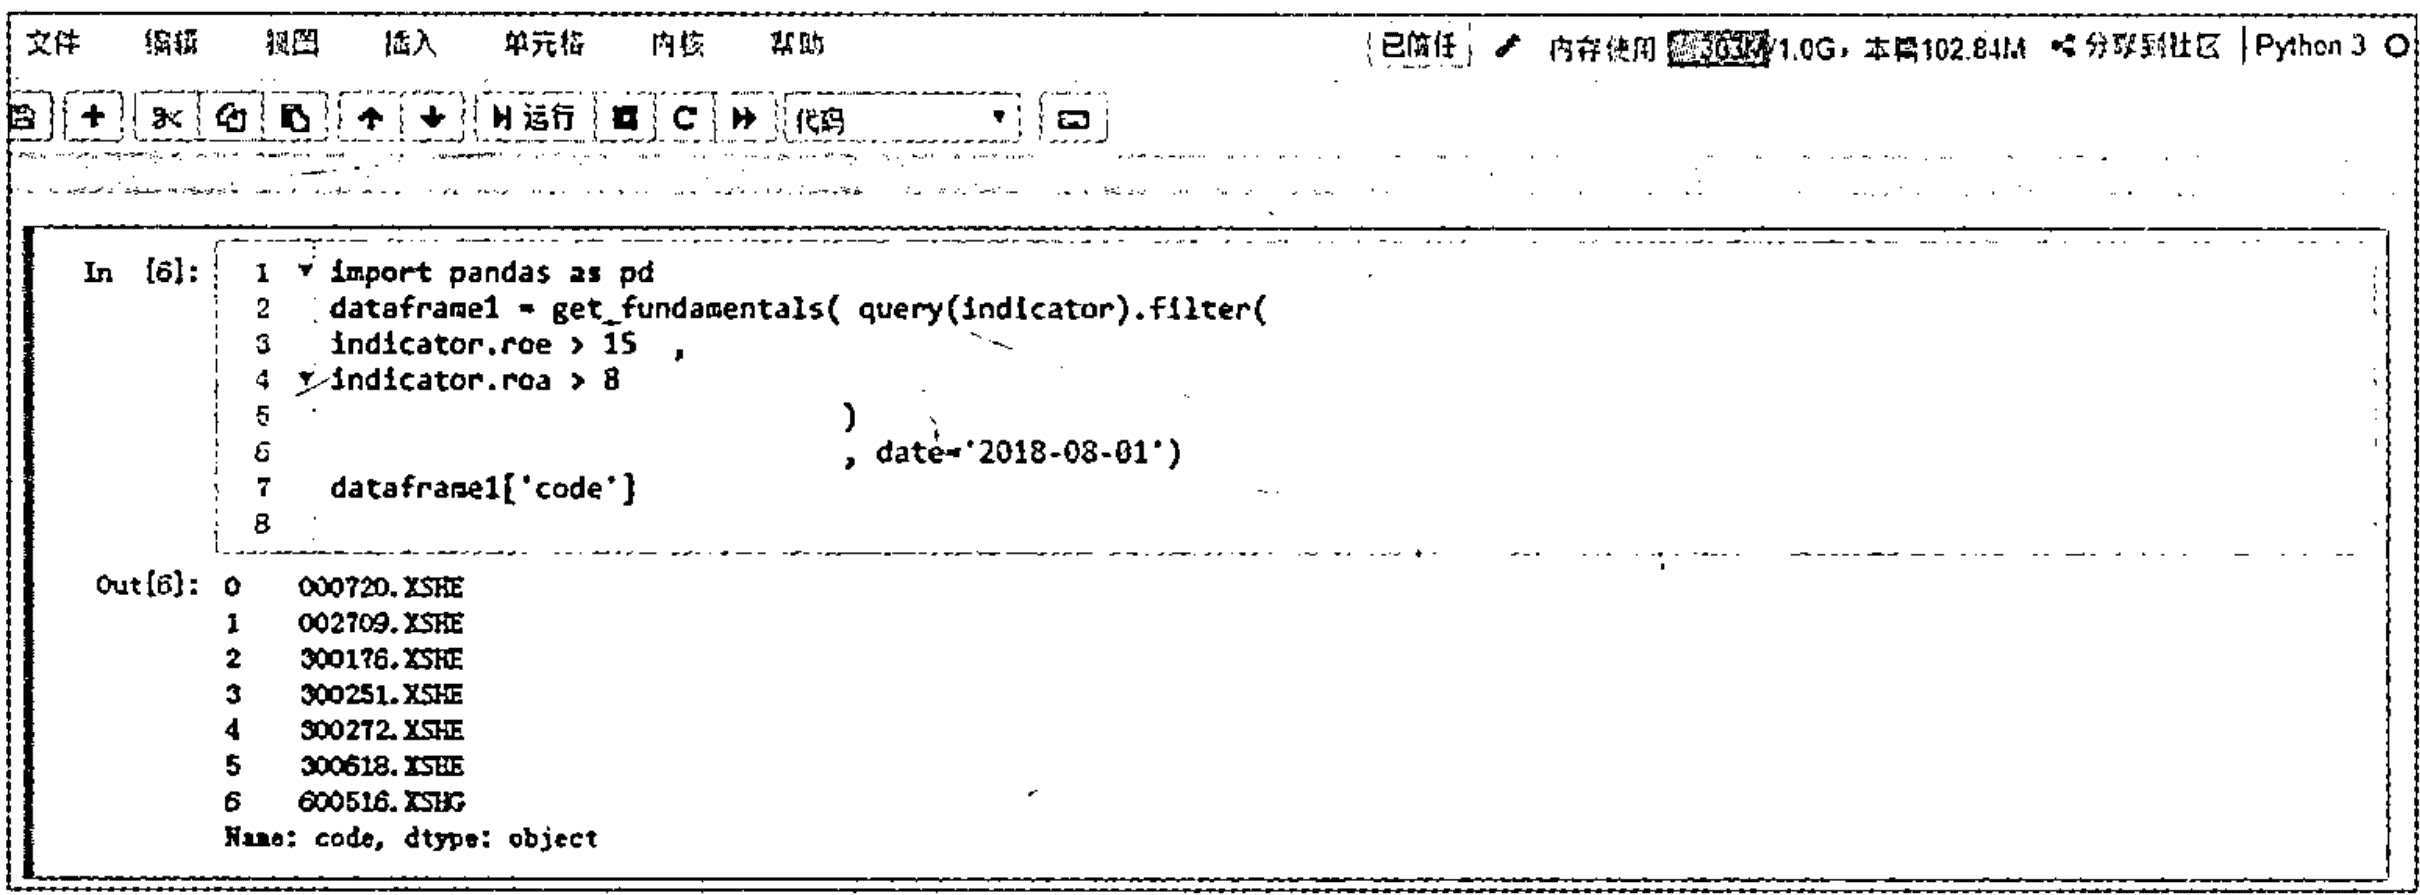 文件 编辑 视图 插入 单元格 内核 帮助 已信任 内存使用 /1.0G, 本篇102.84M 分享到社区 Python 3
运行 代码
In [6]:
1 import pandas as pd
2 dataframe1 = get_fundamentals( query(indicator).filter(
3 indicator.roe > 15 ,
4 indicator.roa > 8
5 )
6 , date='2018-08-01')
7 dataframe1['code']
8
Out[6]: 0 000720.XSHE
1 002709.XSHE
2 300176.XSHE
3 300251.XSHE
4 300272.XSHE
5 300618.XSHE
6 600516.XSHG
Name: code, dtype: object